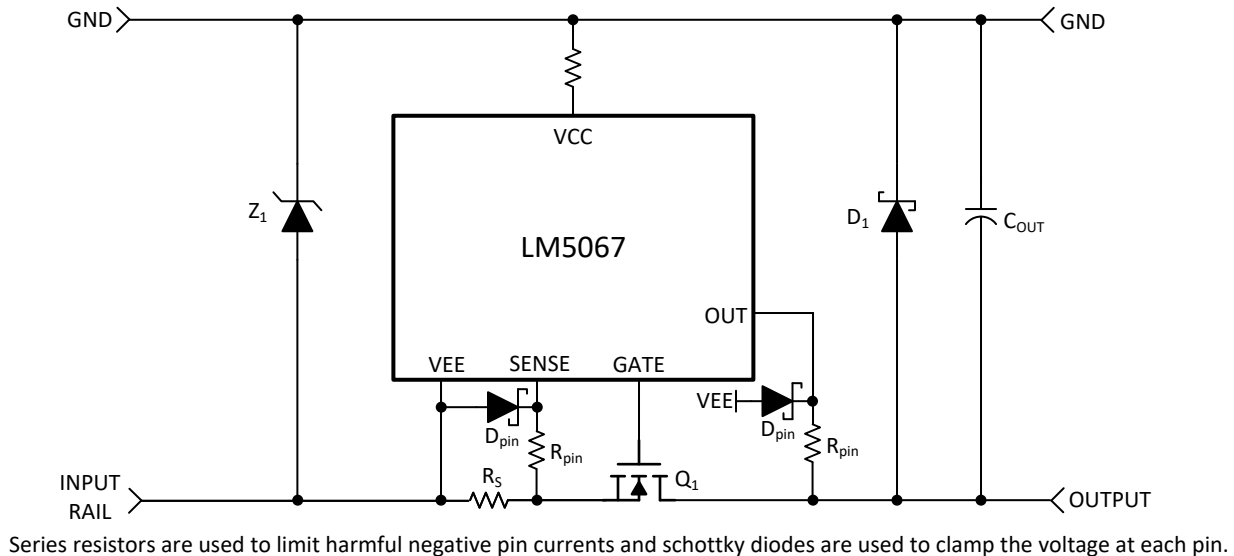 GND
GND
VCC
Z1
LM5067
D1
COUT
OUT
VEE
SENSE
GATE
VEE
Dpin
Rpin
Dpin
Rpin
RS
Q1
INPUT
RAIL
OUTPUT
Series resistors are used to limit harmful negative pin currents and schottky diodes are used to clamp the voltage at each pin.